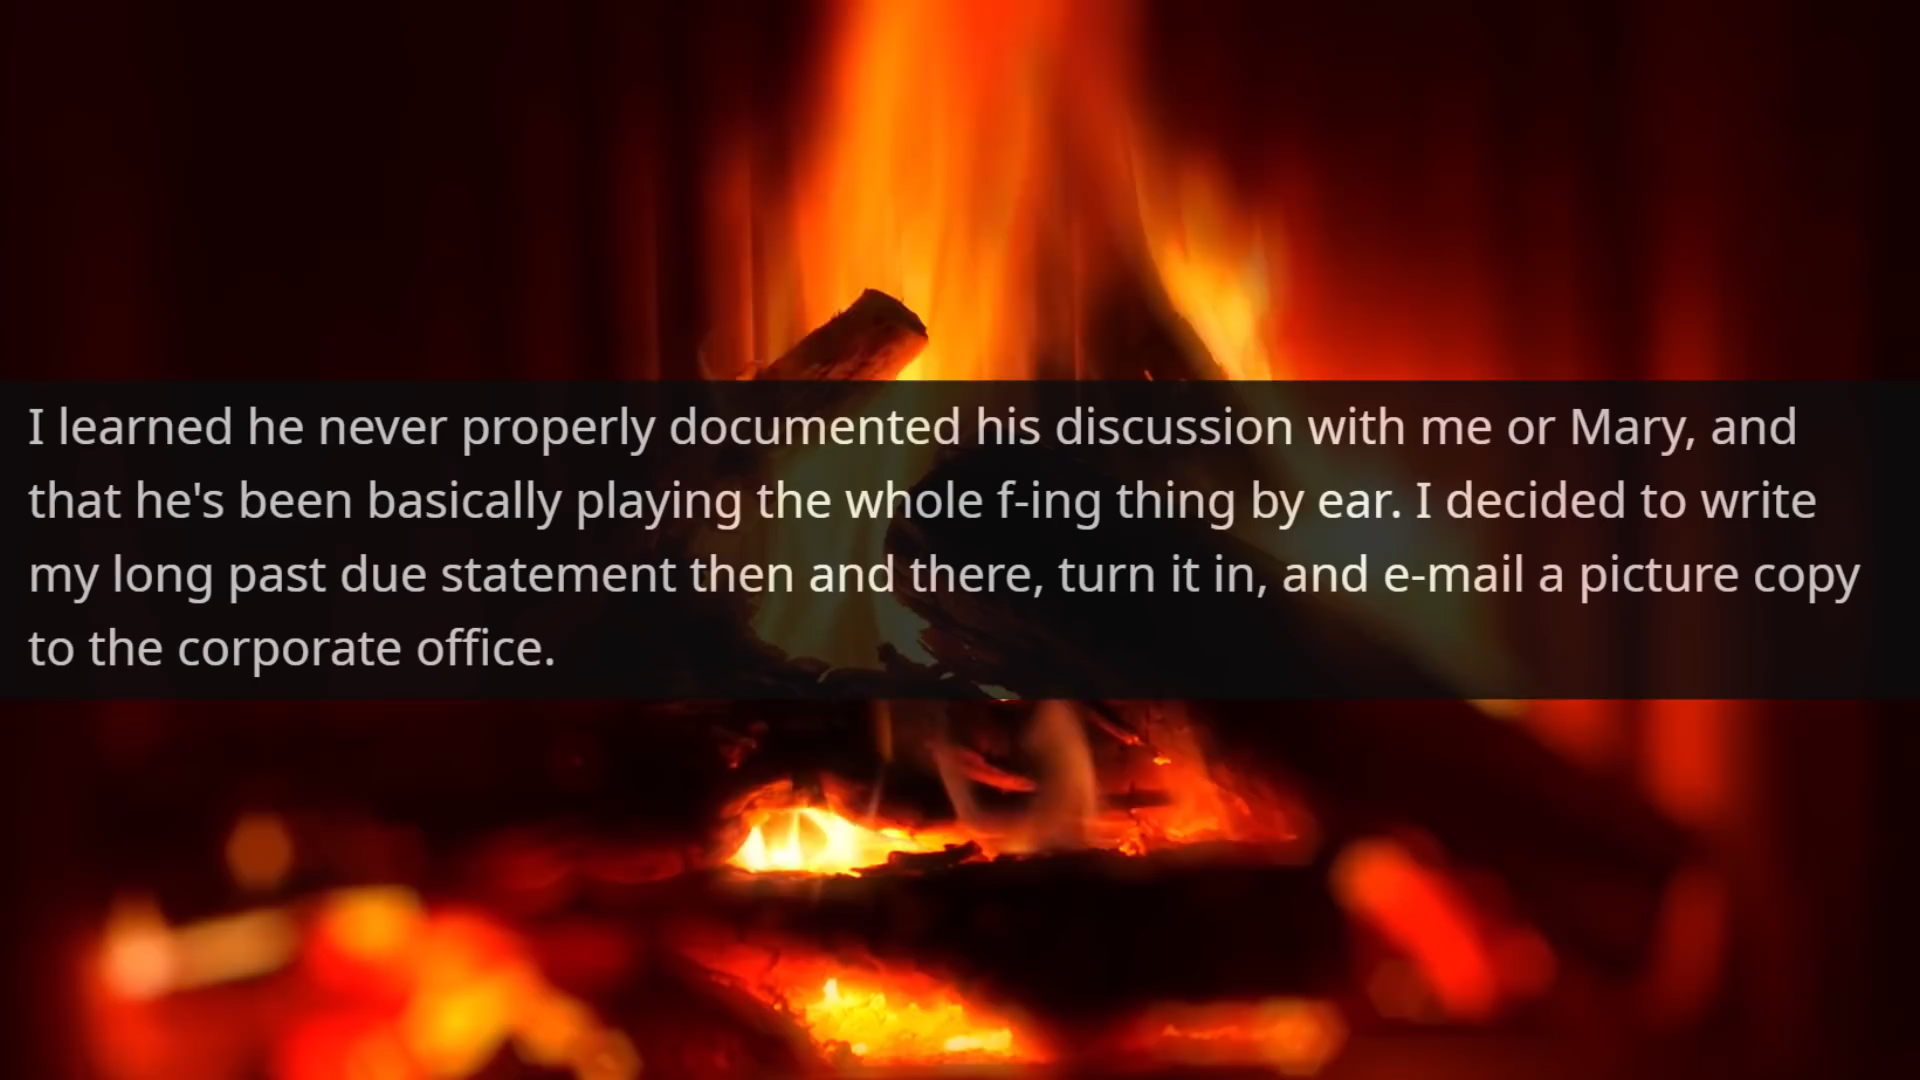 I learned he never properly documented his discussion with me or Mary, and
that he's been basically playing the whole f-ing thing by ear. I decided to write
my long past due statement then and there, turn it in, and e-mail a picture copy
to the corporate office.